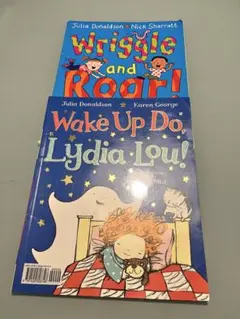 Julia Donaldson • Nick Sharratt
Wriggle
and
Roar!
Julia Donaldson Karen George
Wake Up Do,
Lydia Lou!